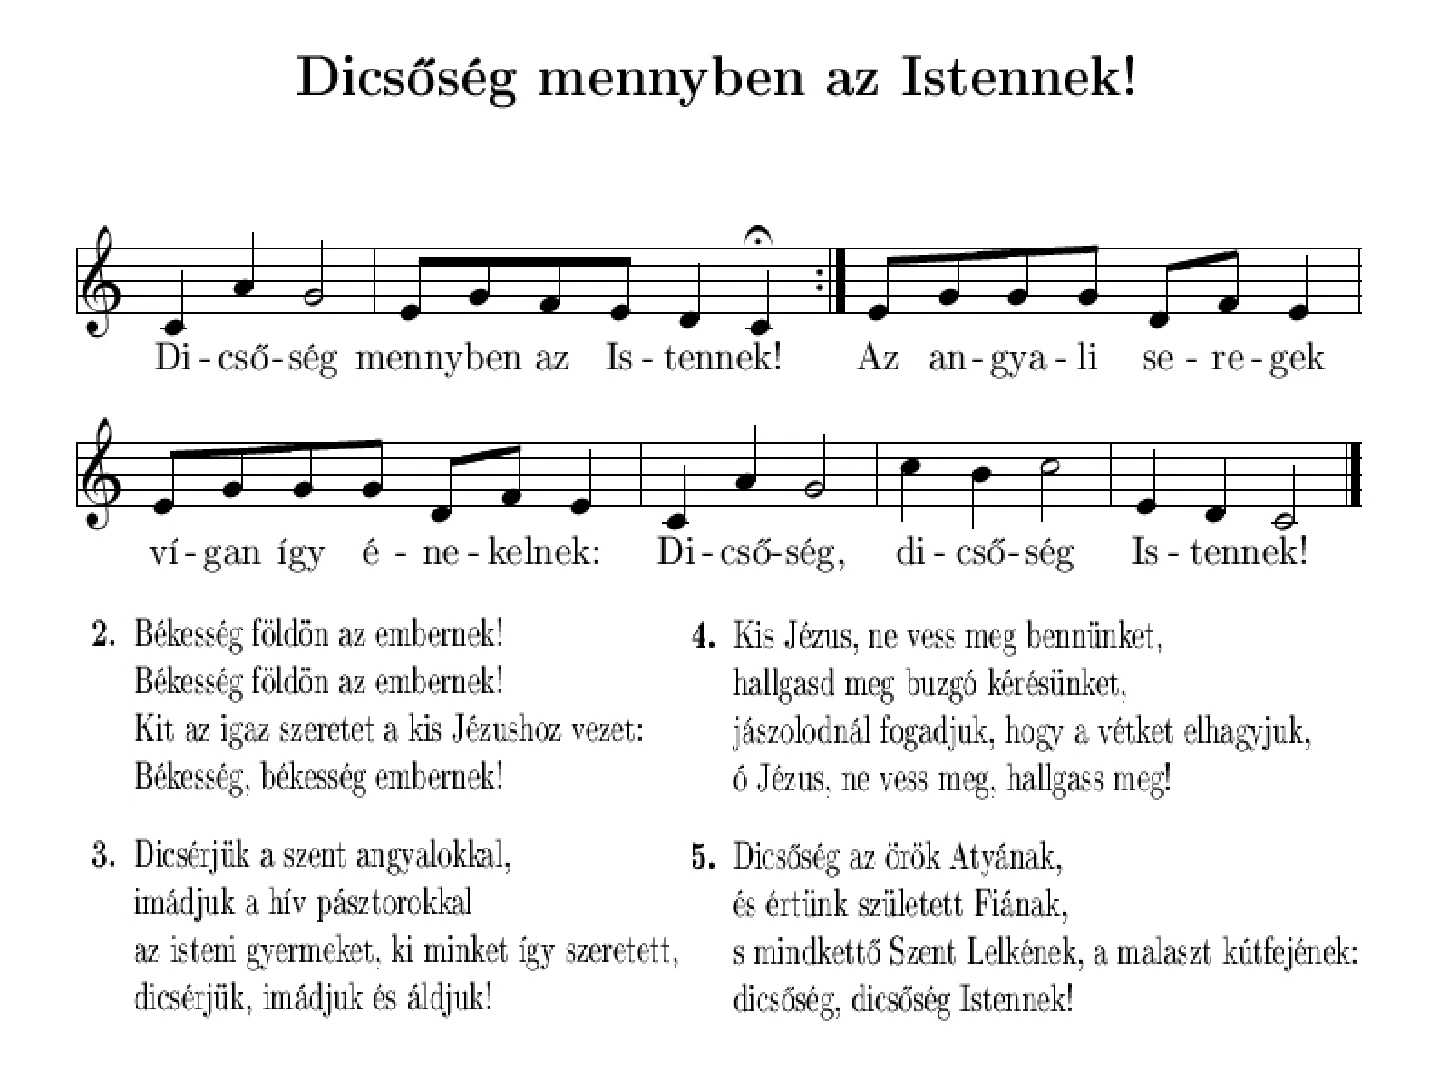 Dicsőség mennyben az Istennek!
Di - cső - ség mennyben az Is - tennek! Az an - gya - li se - re - gek
ví - gan így é - ne - kelnek: Di - cső - ség, di - cső - ség Is - tennek!
2. Békesség földön az embernek!
Békesség földön az embernek!
Kit az igaz szeretet a kis Jézushoz vezet:
Békesség, békesség embernek!
3. Dicsérjük a szent angyalokkal,
imádjuk a hív pásztorokkal
az isteni gyermeket, ki minket így szeretett,
dicsérjük, imádjuk és áldjuk!
4. Kis Jézus, ne vess meg bennünket,
hallgasd meg buzgó kérésünket,
jászolodnál fogadjuk, hogy a vétket elhagyjuk,
ó Jézus, ne vess meg, hallgass meg!
5. Dicsőség az örök Atyának,
és értünk született Fiának,
s mindkettő Szent Lelkének, a malaszt kútfejének:
dicsőség, dicsőség Istennek!